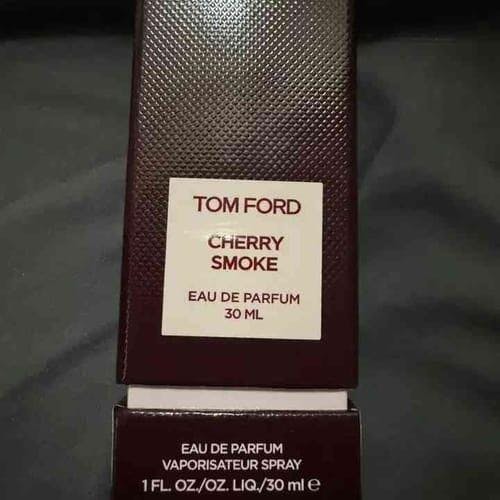 TOM FORD
CHERRY
SMOKE
EAU DE PARFUM
30 ML
EAU DE PARFUM
VAPORISATEUR SPRAY
1 FL. OZ./OZ. LIQ./30 ml ℮